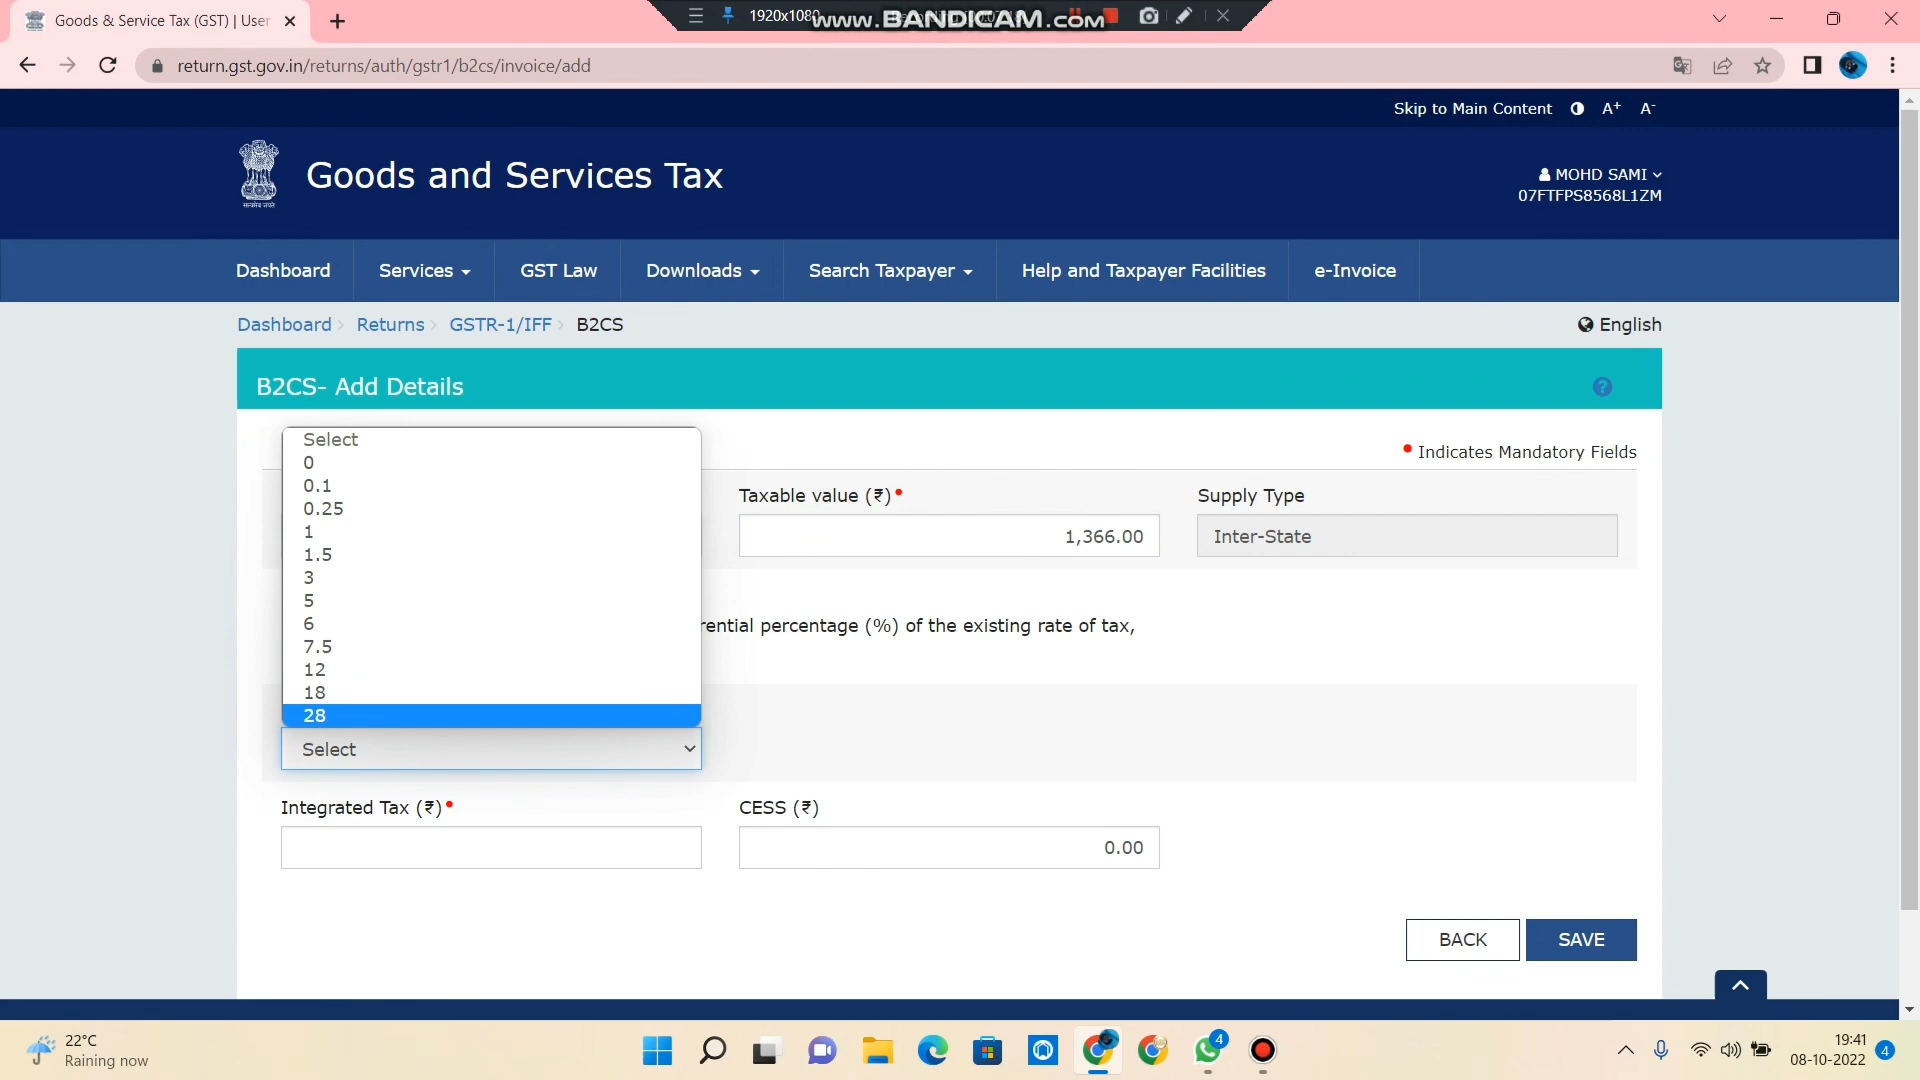 Goods & Service Tax (GST) | User
1920x1080
www.BANDICAM.com
return.gst.gov.in/returns/auth/gstr1/b2cs/invoice/add
Skip to Main Content A+ A-
सत्यमेव जयते
Goods and Services Tax
MOHD SAMI
07FTFPS8568L1ZM
Dashboard Services GST Law Downloads Search Taxpayer Help and Taxpayer Facilities e-Invoice
Dashboard Returns GSTR-1/IFF B2CS
English
B2CS- Add Details
?
• Indicates Mandatory Fields
Select
0
0.1
0.25
1
1.5
3
5
6
7.5
12
18
28
Select
Taxable value (₹)•
1,366.00
Supply Type
Inter-State
rential percentage (%) of the existing rate of tax,
Integrated Tax (₹)•
CESS (₹)
0.00
BACK SAVE
22°C
Raining now
4
19:41
08-10-2022
4